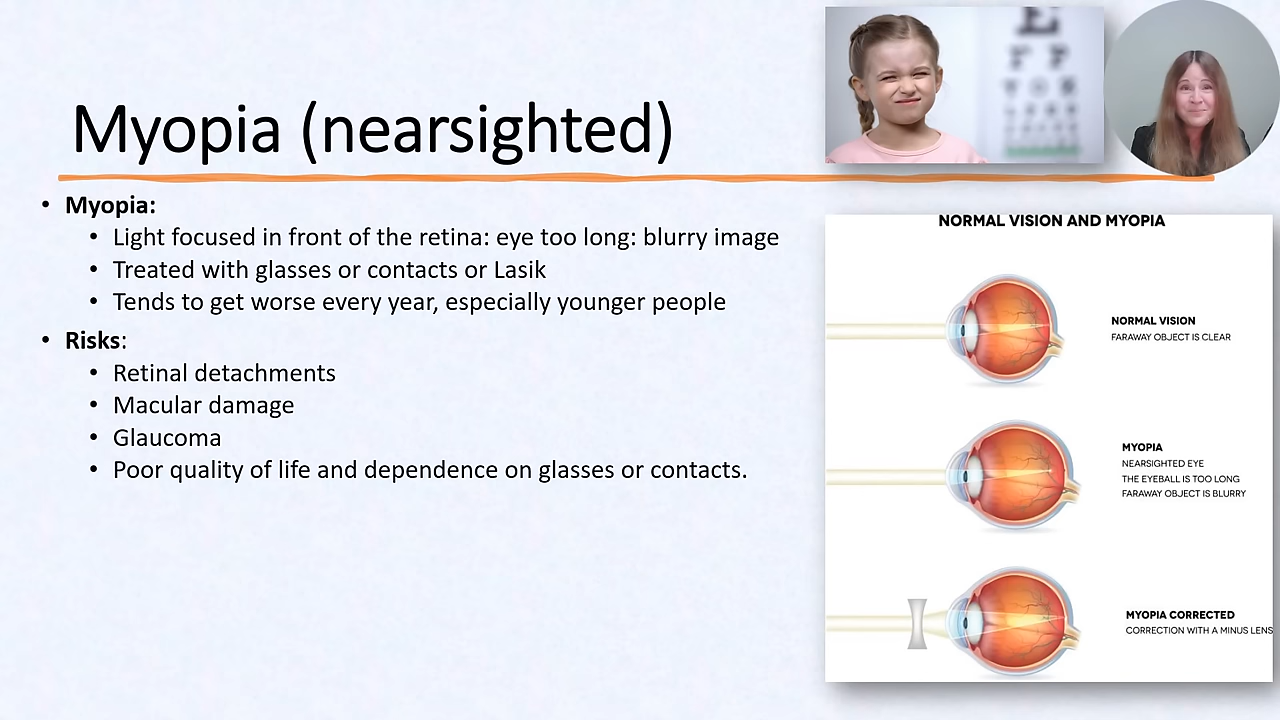 Myopia (nearsighted)
• Myopia:
• Light focused in front of the retina: eye too long: blurry image
• Treated with glasses or contacts or Lasik
• Tends to get worse every year, especially younger people
• Risks:
• Retinal detachments
• Macular damage
• Glaucoma
• Poor quality of life and dependence on glasses or contacts.
E
NORMAL VISION AND MYOPIA
NORMAL VISION
FARAWAY OBJECT IS CLEAR
MYOPIA
NEARSIGHTED EYE
THE EYEBALL IS TOO LONG
FARAWAY OBJECT IS BLURRY
MYOPIA CORRECTED
CORRECTION WITH A MINUS LENS